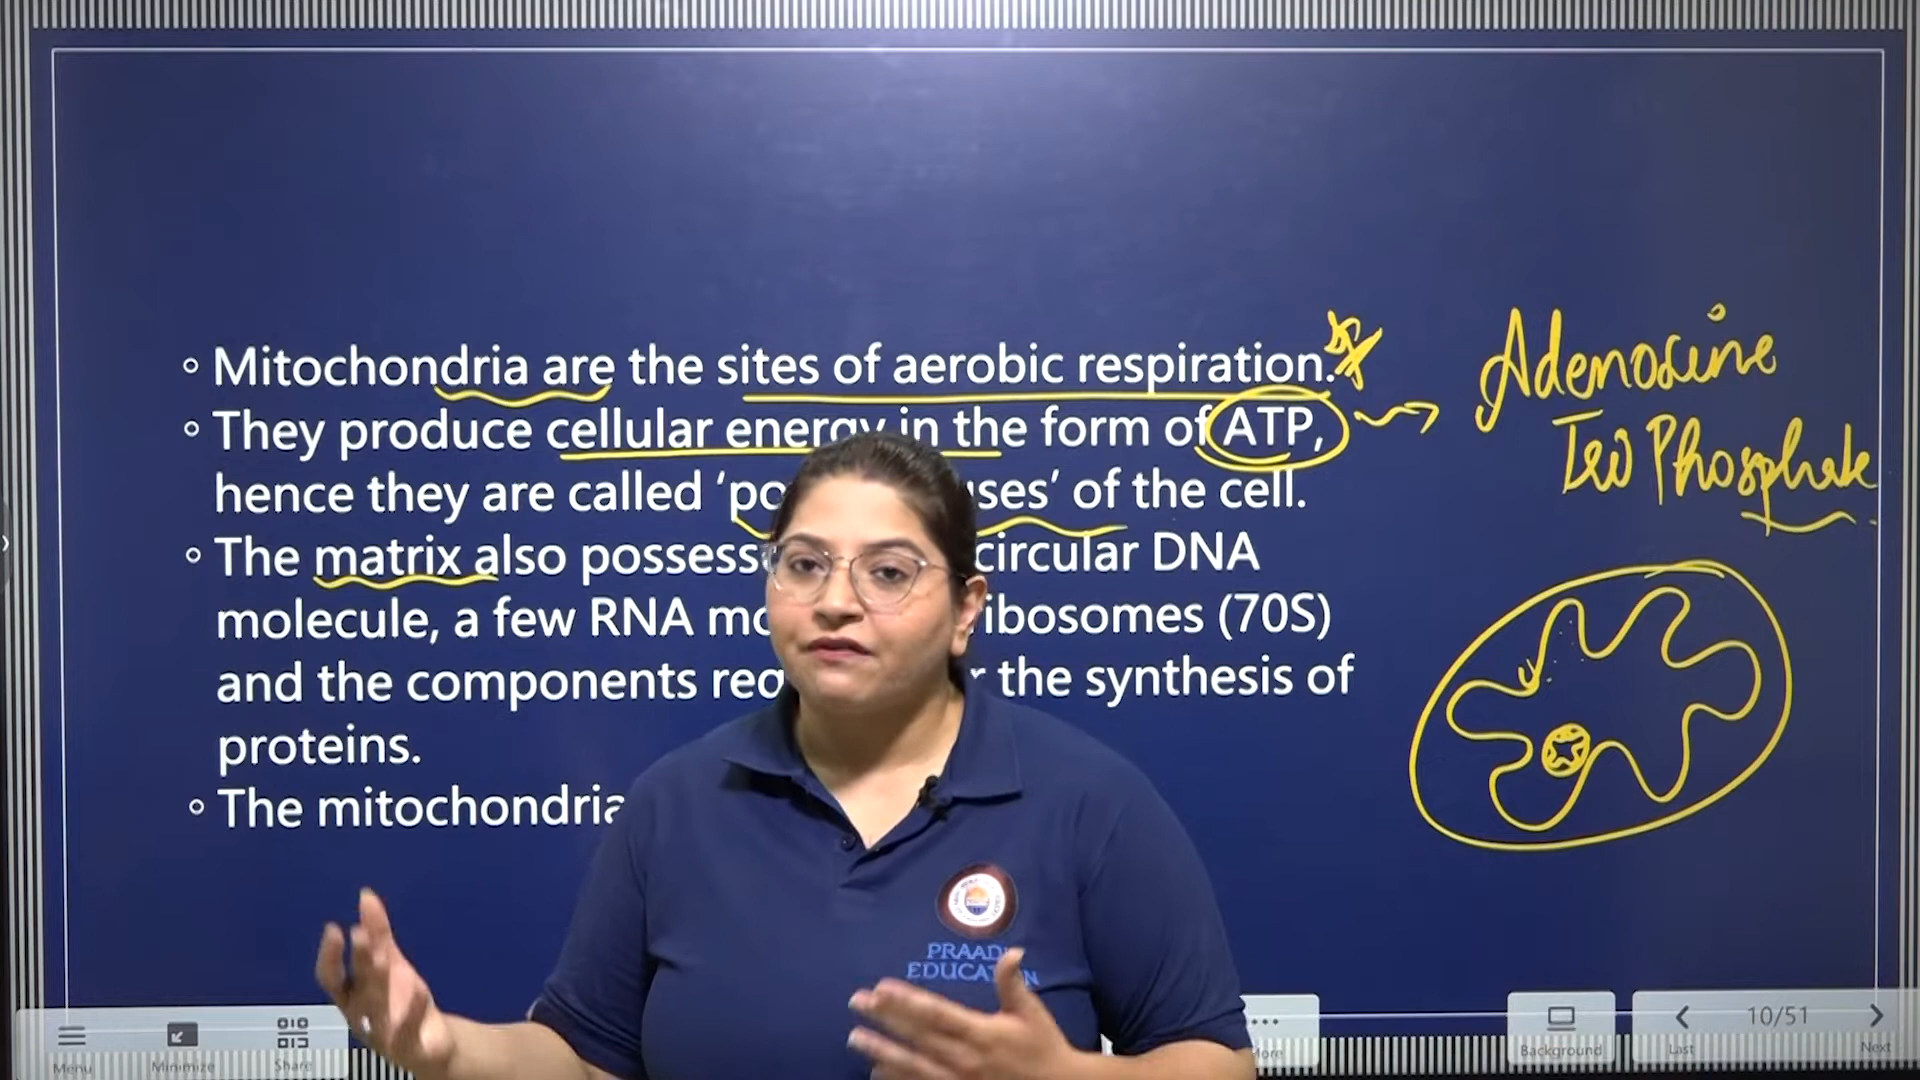 Mitochondria are the sites of aerobic respiration.
They produce cellular energy in the form of ATP,
hence they are called ‘po uses’ of the cell.
The matrix also possess circular DNA
molecule, a few RNA mo ibosomes (70S)
and the components req r the synthesis of
proteins.
The mitochondria
Adenosine
Phosphate
PRAAD
EDUCA N
Menu
Minimize
Share
More
Background
Last
10/51
Next